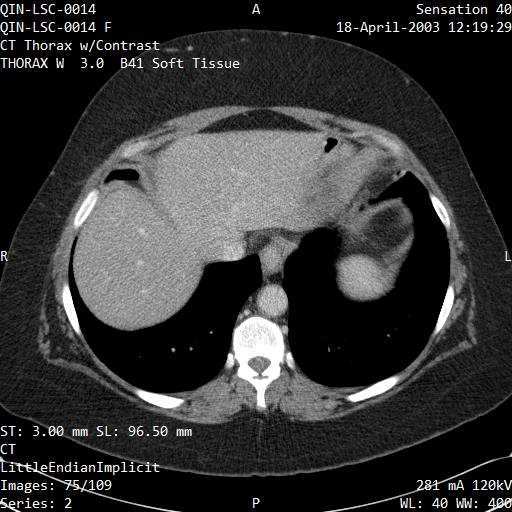 QIN-LSC-0014
A
Sensation 40
QIN-LSC-0014 F
18-April-2003 12:19:29
CT Thorax w/Contrast
THORAX W 3.0 B41 Soft Tissue
R
L
ST: 3.00 mm SL: 96.50 mm
CT
LittleEndianImplicit
Images: 75/109
281 mA 120kV
Series: 2
P
WL: 40 WW: 400